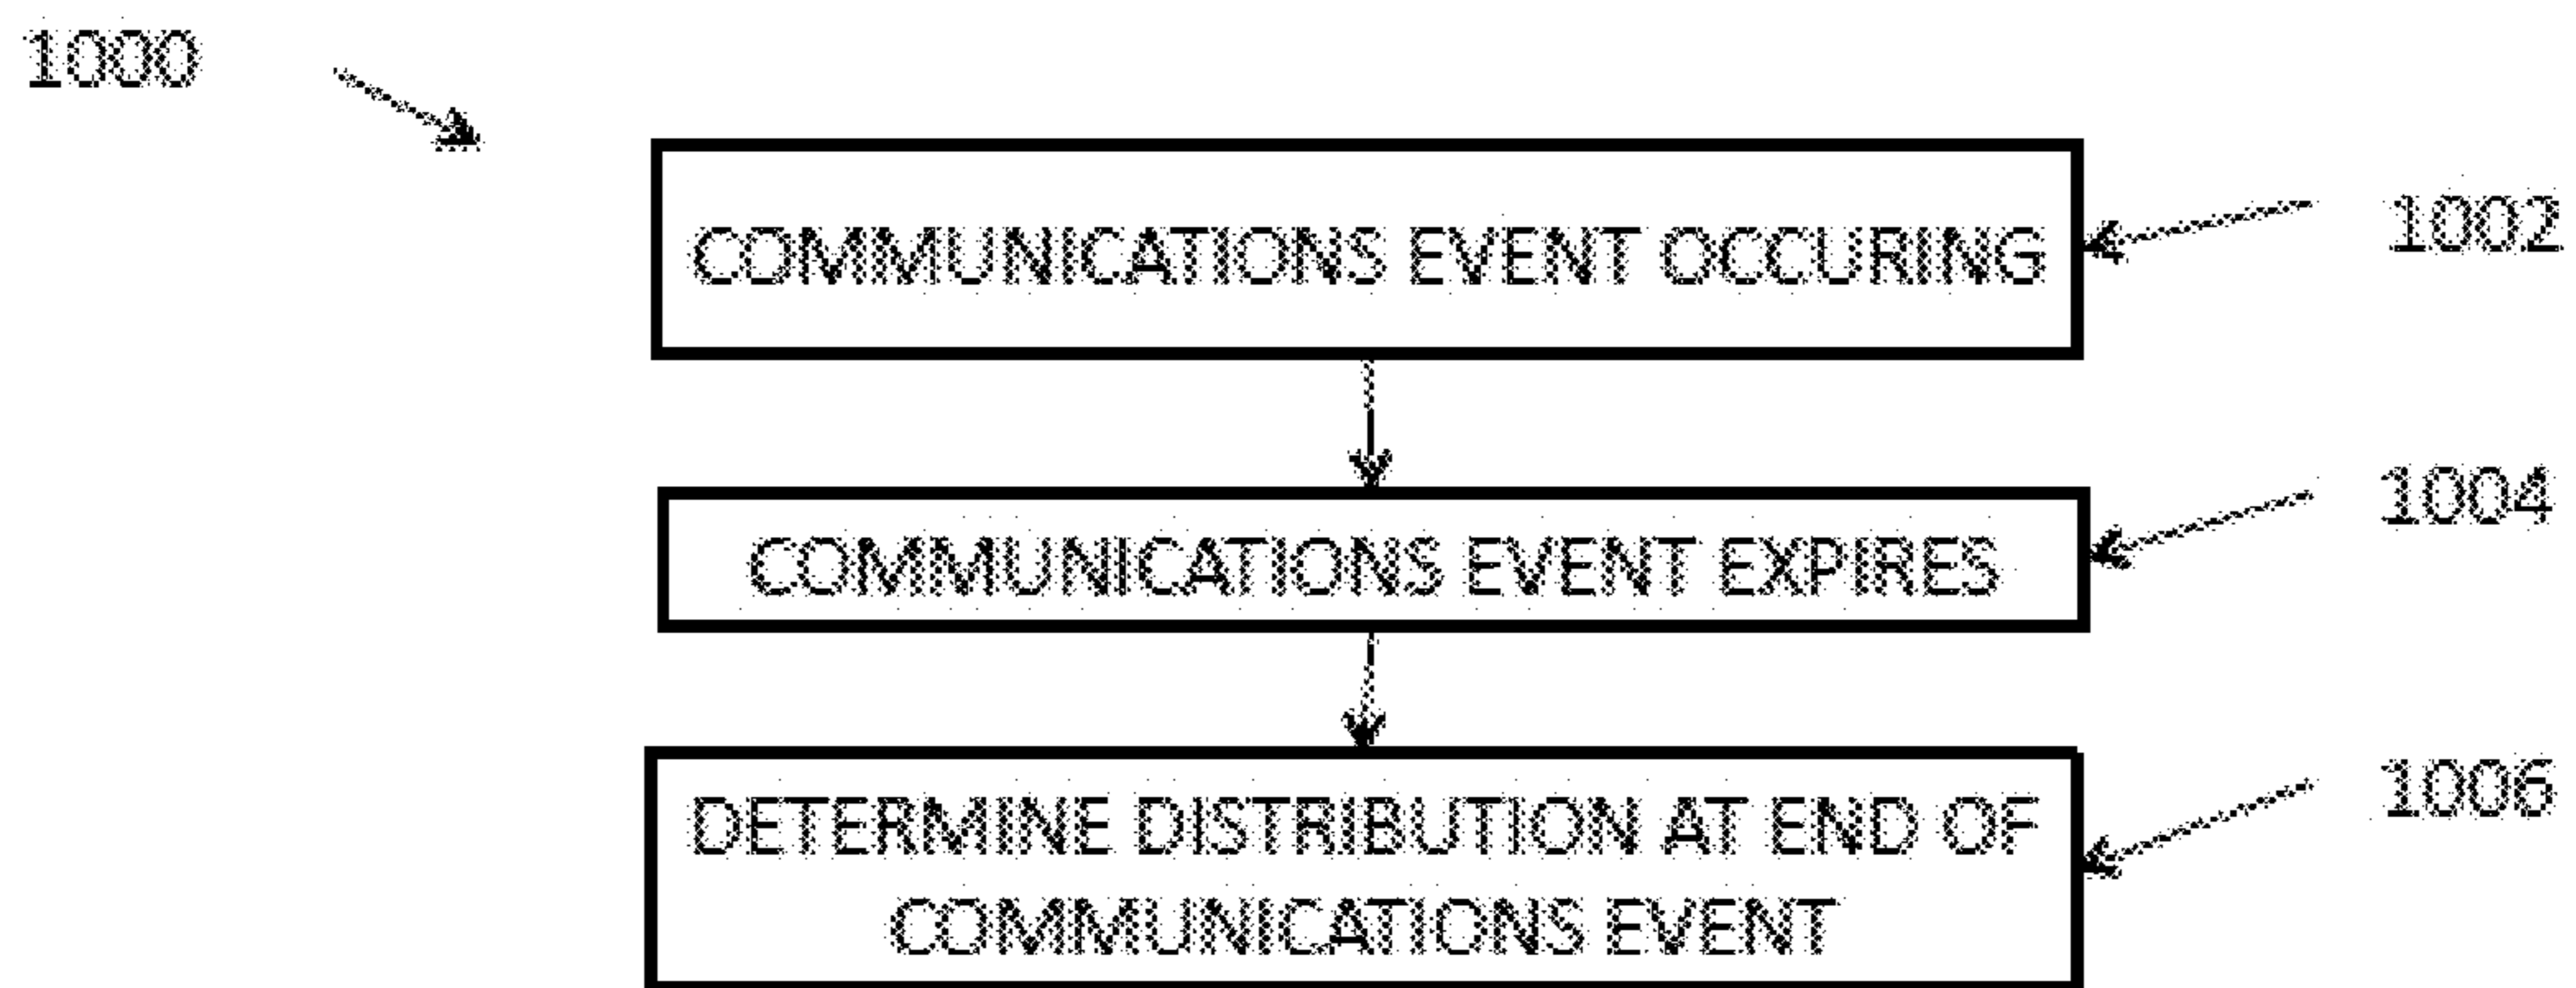 1000
COMMUNICATIONS EVENT OCCURING
1002
COMMUNICATIONS EVENT EXPIRES
1004
DETERMINE DISTRIBUTION AT END OF
COMMUNICATIONS EVENT
1006